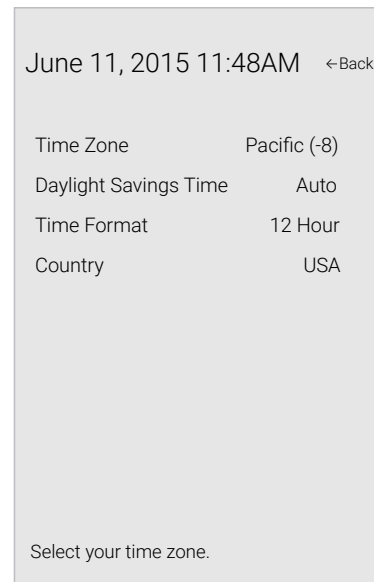 June 11, 2015 11:48AM ←Back
Time Zone Pacific (-8)
Daylight Savings Time Auto
Time Format 12 Hour
Country USA
Select your time zone.